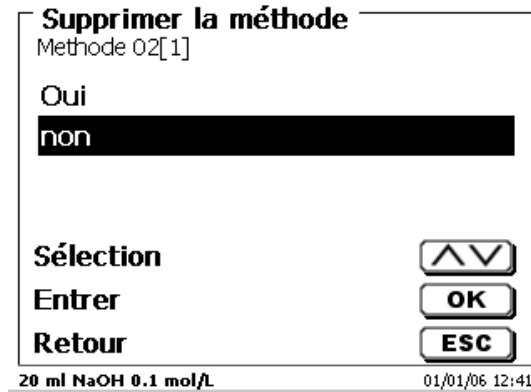 Supprimer la méthode
Methode 02[1]
Oui
non
Sélection
Entrer OK
Retour ESC
20 ml NaOH 0.1 mol/L 01/01/06 12:41